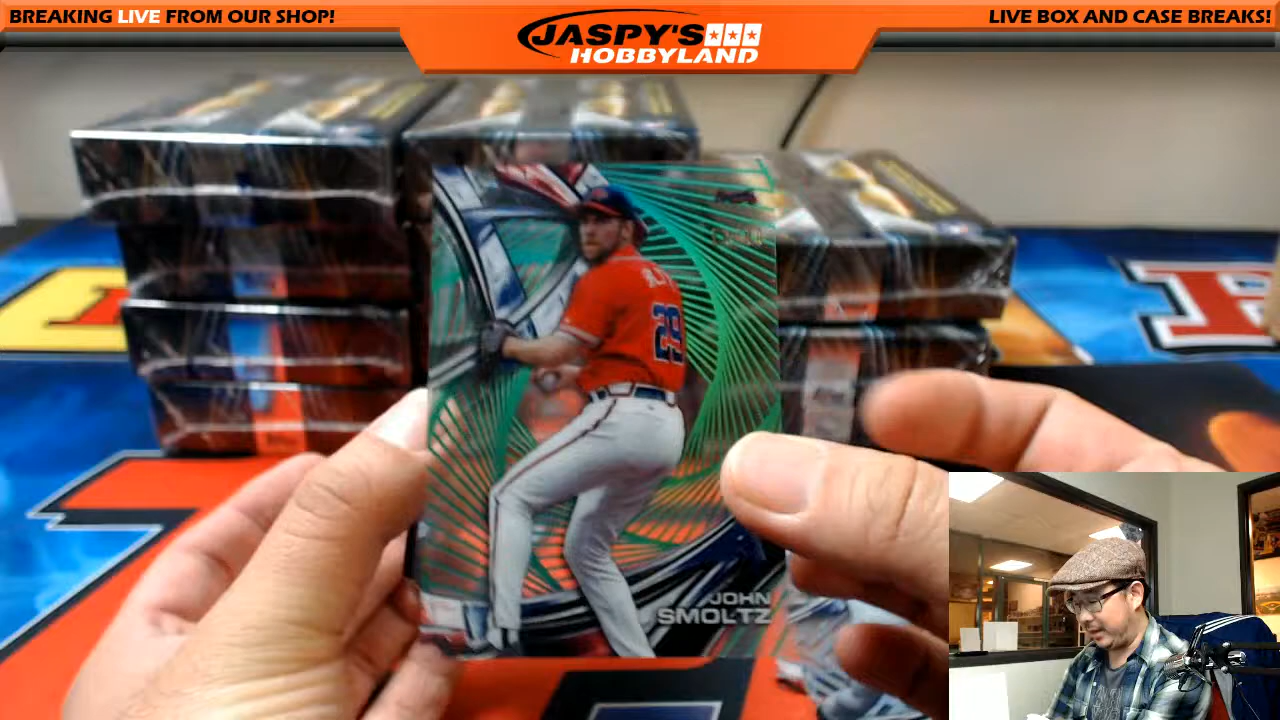 BREAKING LIVE FROM OUR SHOP!
JASPY'S
HOBBYLAND
LIVE BOX AND CASE BREAKS!
29
JOHN
SMOLTZ